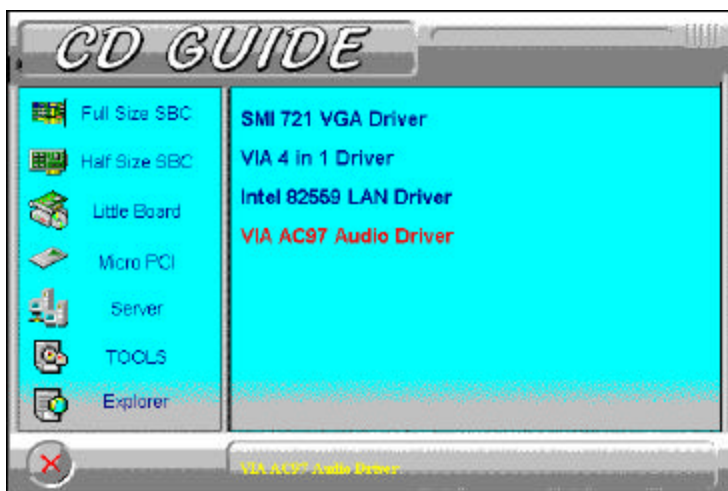 CD GUIDE
Full Size SBC
Half Size SBC
Little Board
Micro PCI
Server
TOOLS
Explorer
SMI 721 VGA Driver
VIA 4 in 1 Driver
Intel 82559 LAN Driver
VIA AC97 Audio Driver
VIA AC97 Audio Driver